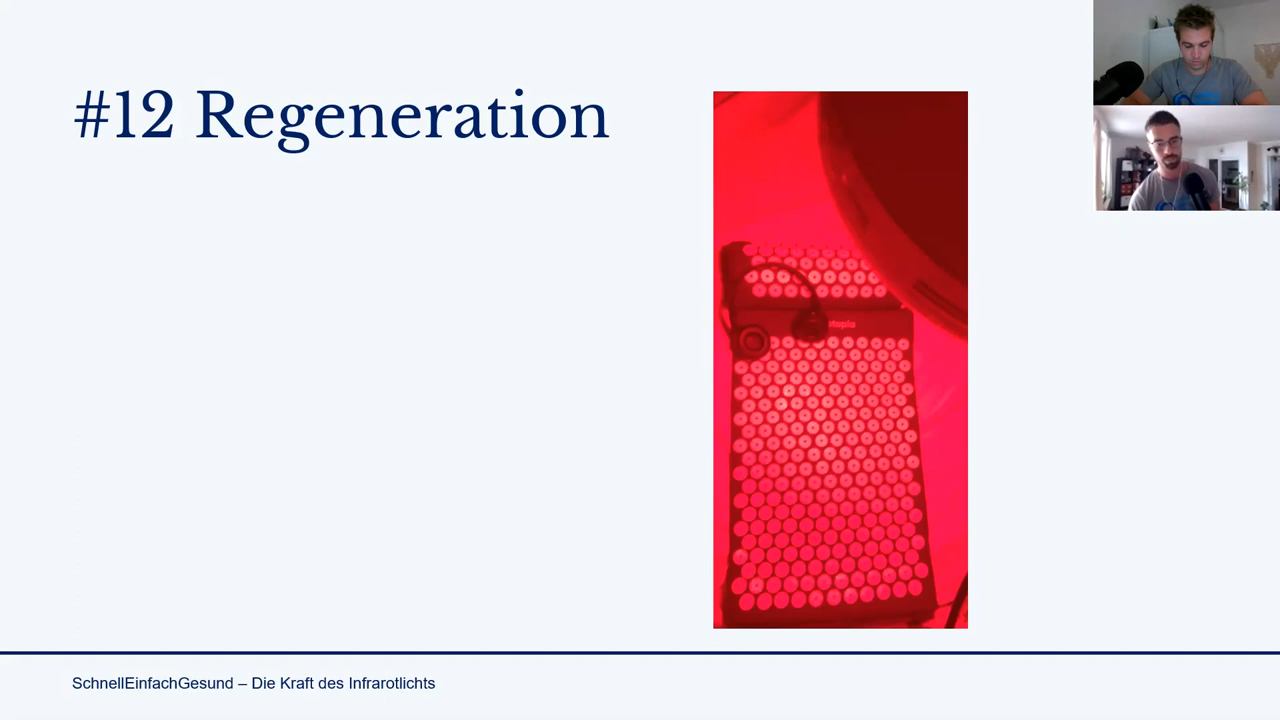 #12 Regeneration
SchnellEinfachGesund – Die Kraft des Infrarotlichts